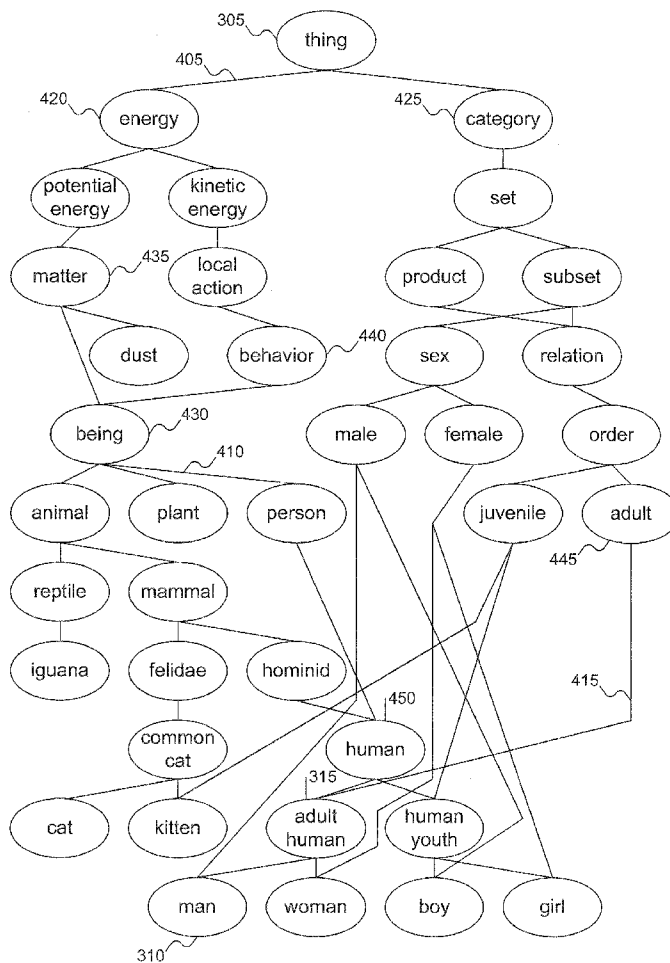 305
thing
405
420
energy
425
category
potential
energy
kinetic
energy
set
matter
435
local
action
product
subset
dust
behavior
440
sex
relation
being
430
male
female
order
410
animal
plant
person
juvenile
adult
445
reptile
mammal
iguana
felidae
hominid
415
450
common
cat
human
315
cat
kitten
adult
human
human
youth
man
woman
boy
girl
310